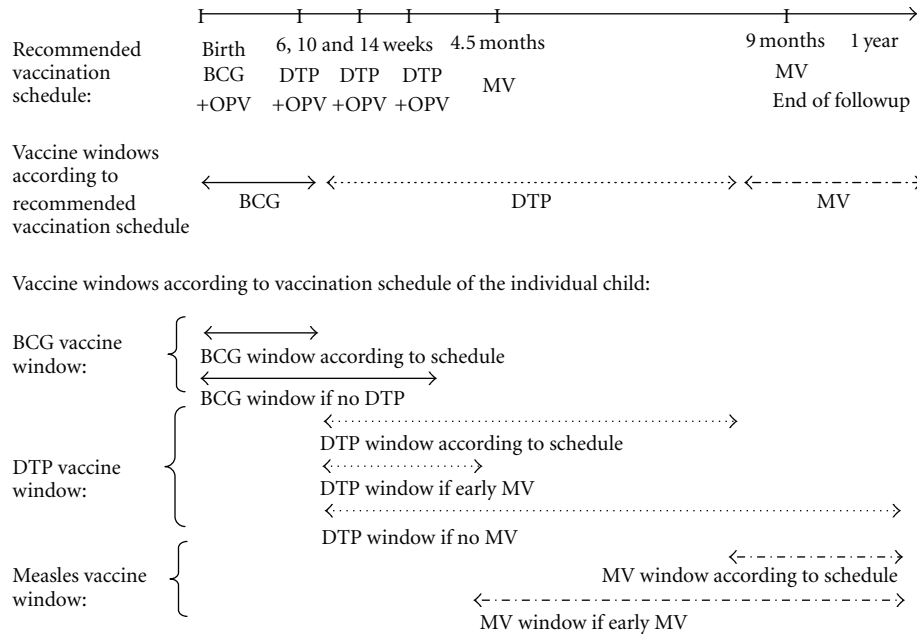 Recommended
vaccination
schedule:
Birth
BCG
+OPV
6, 10 and 14 weeks
DTP DTP DTP
+OPV +OPV +OPV
4.5 months
MV
9 months
MV
End of followup
1 year
Vaccine windows
according to
recommended
vaccination schedule
BCG
DTP
MV
Vaccine windows according to vaccination schedule of the individual child:
BCG vaccine
window:
BCG window according to schedule
BCG window if no DTP
DTP vaccine
window:
DTP window according to schedule
DTP window if early MV
DTP window if no MV
Measles vaccine
window:
MV window according to schedule
MV window if early MV